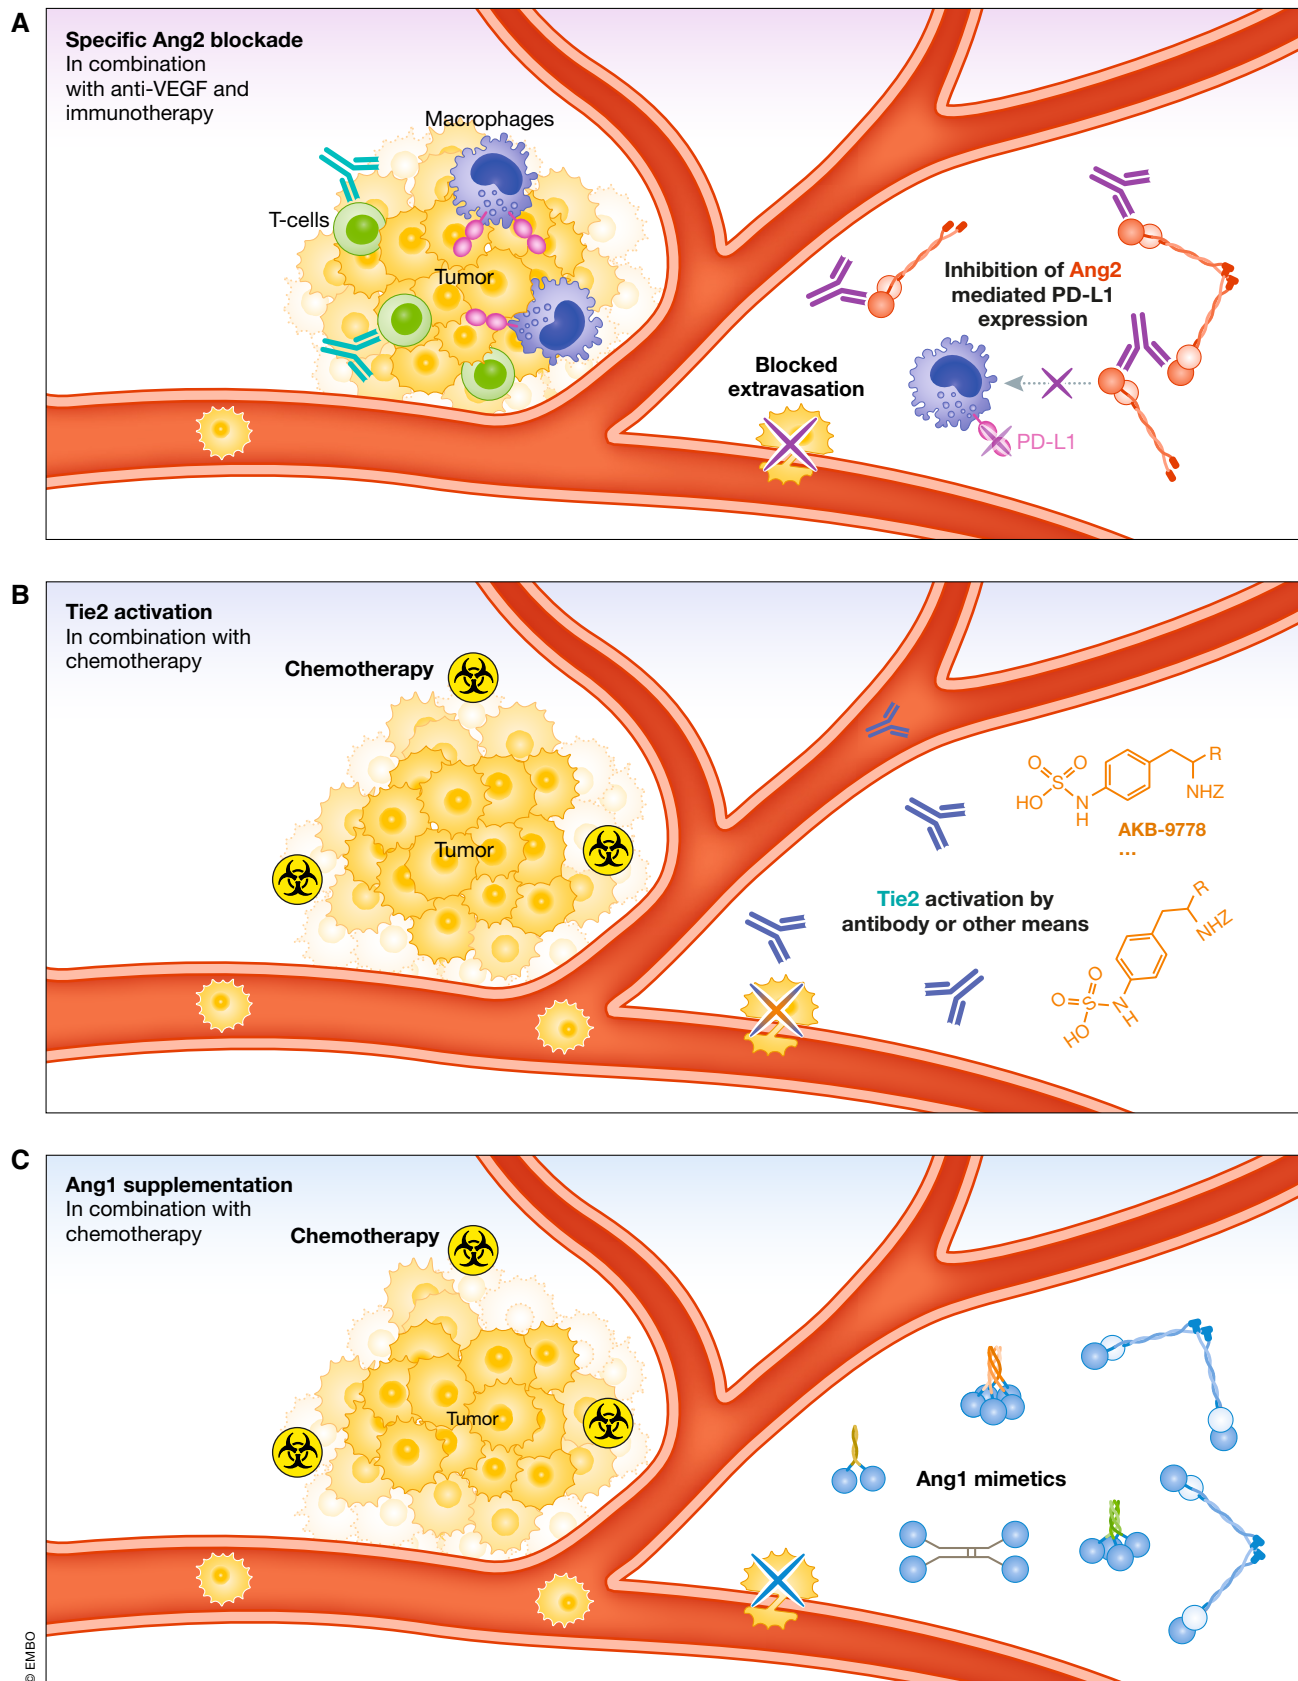 A
Specific Ang2 blockade
In combination
with anti-VEGF and
immunotherapy
Macrophages
T-cells
Tumor
Inhibition of Ang2
mediated PD-L1
expression
Blocked
extravasation
PD-L1
B
Tie2 activation
In combination with
chemotherapy
Chemotherapy
Tumor
O
O
S
HO
N
H
R
NHZ
AKB-9778
...
Tie2 activation by
antibody or other means
R
NHZ
O
O
S
N
H
HO
C
Ang1 supplementation
In combination with
chemotherapy
Chemotherapy
Tumor
Ang1 mimetics
© EMBO